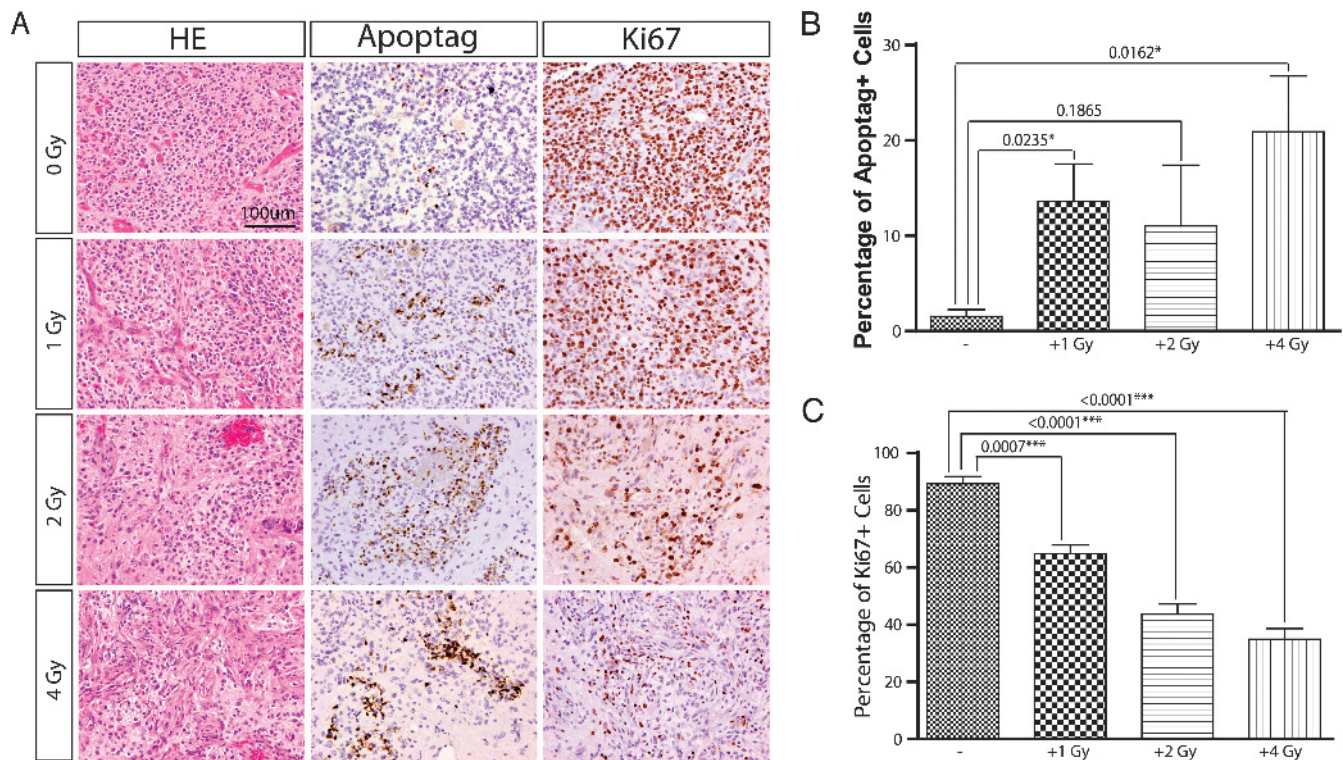 A
HE
Apoptag
Ki67
0 Gy
100um
1 Gy
2 Gy
4 Gy
B
Percentage of Apoptag+ Cells
30
20
10
0
0.0162*
0.1865
0.0235*
-
+1 Gy
+2 Gy
+4 Gy
C
Percentage of Ki67+ Cells
100
80
60
40
20
0
<0.0001***
<0.0001***
0.0007***
-
+1 Gy
+2 Gy
+4 Gy